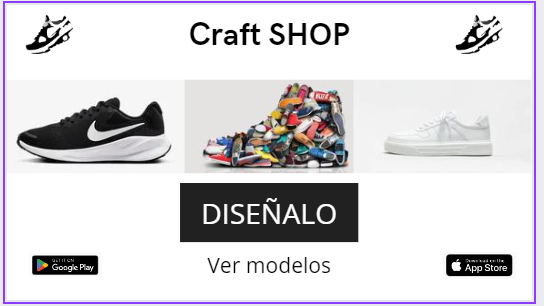 Craft SHOP
DISEÑALO
Ver modelos
GET IT ON
Google Play
Download on the
App Store